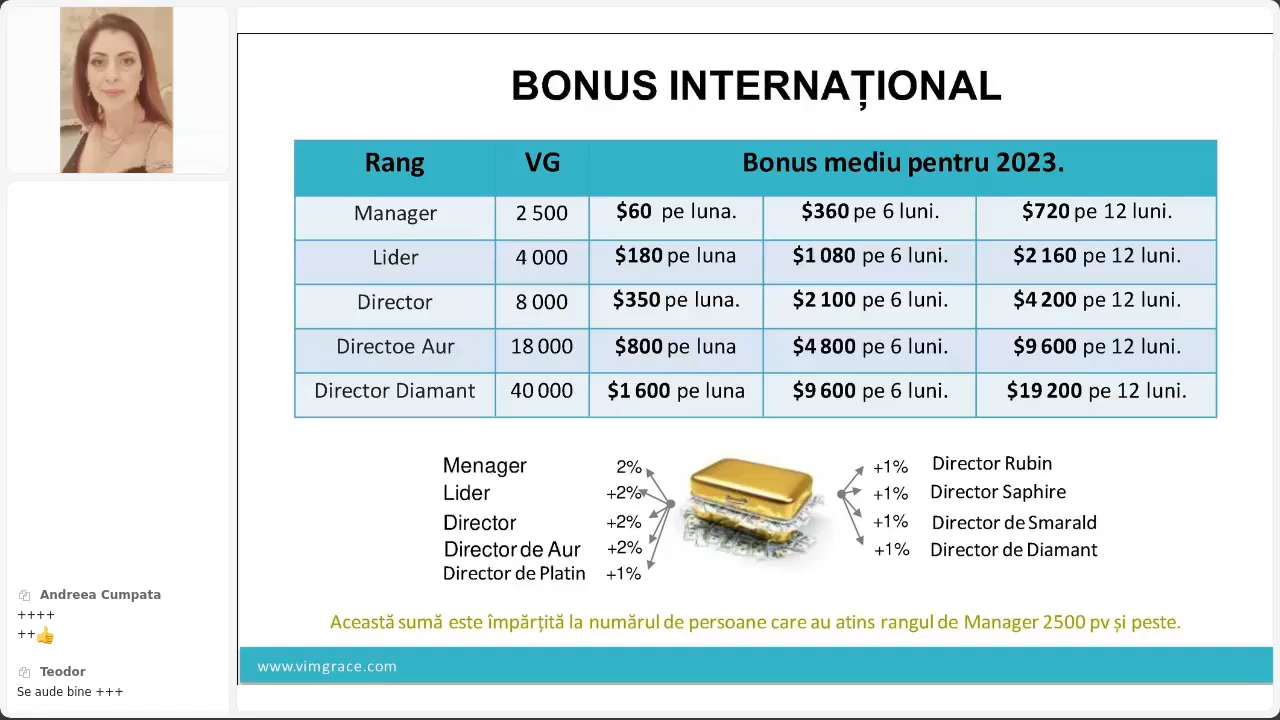 BONUS INTERNAȚIONAL
Rang VG Bonus mediu pentru 2023.
Manager 2 500 $60 pe luna. $360 pe 6 luni. $720 pe 12 luni.
Lider 4 000 $180 pe luna $1 080 pe 6 luni. $2 160 pe 12 luni.
Director 8 000 $350 pe luna. $2 100 pe 6 luni. $4 200 pe 12 luni.
Directoe Aur 18 000 $800 pe luna $4 800 pe 6 luni. $9 600 pe 12 luni.
Director Diamant 40 000 $1 600 pe luna $9 600 pe 6 luni. $19 200 pe 12 luni.
Menager 2%
Lider +2%
Director +2%
Director de Aur +2%
Director de Platin +1%
+1% Director Rubin
+1% Director Saphire
+1% Director de Smarald
+1% Director de Diamant
Această sumă este împărțită la numărul de persoane care au atins rangul de Manager 2500 pv și peste.
www.vimgrace.com
Andreea Cumpata
++++
++👍
Teodor
Se aude bine +++